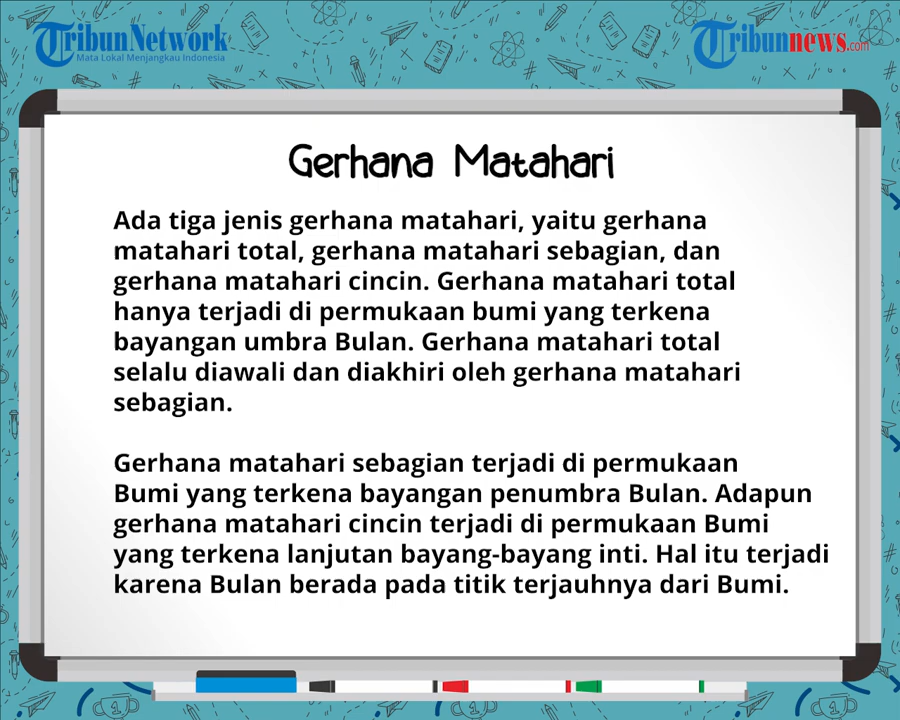 TribunNetwork
Mata Lokal Menjangkau Indonesia
Tribunnews.com
Gerhana Matahari
Ada tiga jenis gerhana matahari, yaitu gerhana
matahari total, gerhana matahari sebagian, dan
gerhana matahari cincin. Gerhana matahari total
hanya terjadi di permukaan bumi yang terkena
bayangan umbra Bulan. Gerhana matahari total
selalu diawali dan diakhiri oleh gerhana matahari
sebagian.
Gerhana matahari sebagian terjadi di permukaan
Bumi yang terkena bayangan penumbra Bulan. Adapun
gerhana matahari cincin terjadi di permukaan Bumi
yang terkena lanjutan bayang-bayang inti. Hal itu terjadi
karena Bulan berada pada titik terjauhnya dari Bumi.